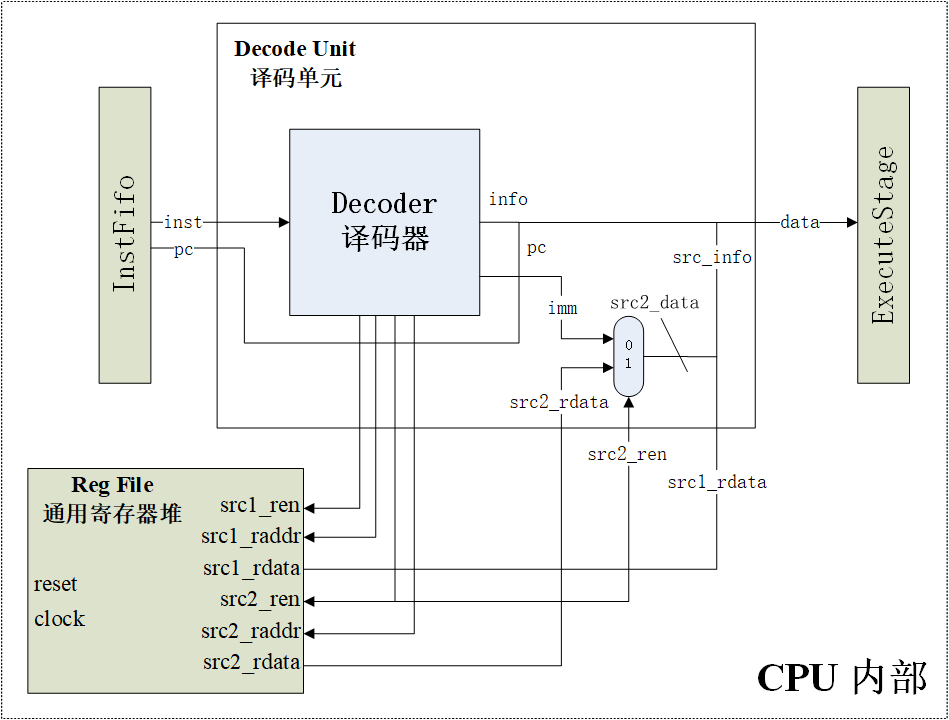 Decode Unit
译码单元
InstFifo
inst
pc
Decoder
译码器
info
pc
imm
src2_data
0
1
src2_rdata
src_info
data
ExecuteStage
src2_ren
src1_rdata
Reg File
通用寄存器堆
src1_ren
src1_raddr
src1_rdata
reset
src2_ren
clock
src2_raddr
src2_rdata
CPU 内部